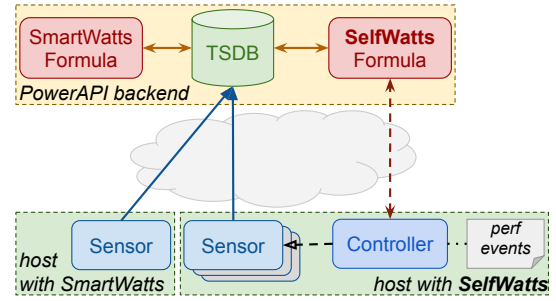 SmartWatts
Formula
TSDB
SelfWatts
Formula
PowerAPI backend
Sensor
host
with SmartWatts
Sensor
Controller
perf
events
host with SelfWatts